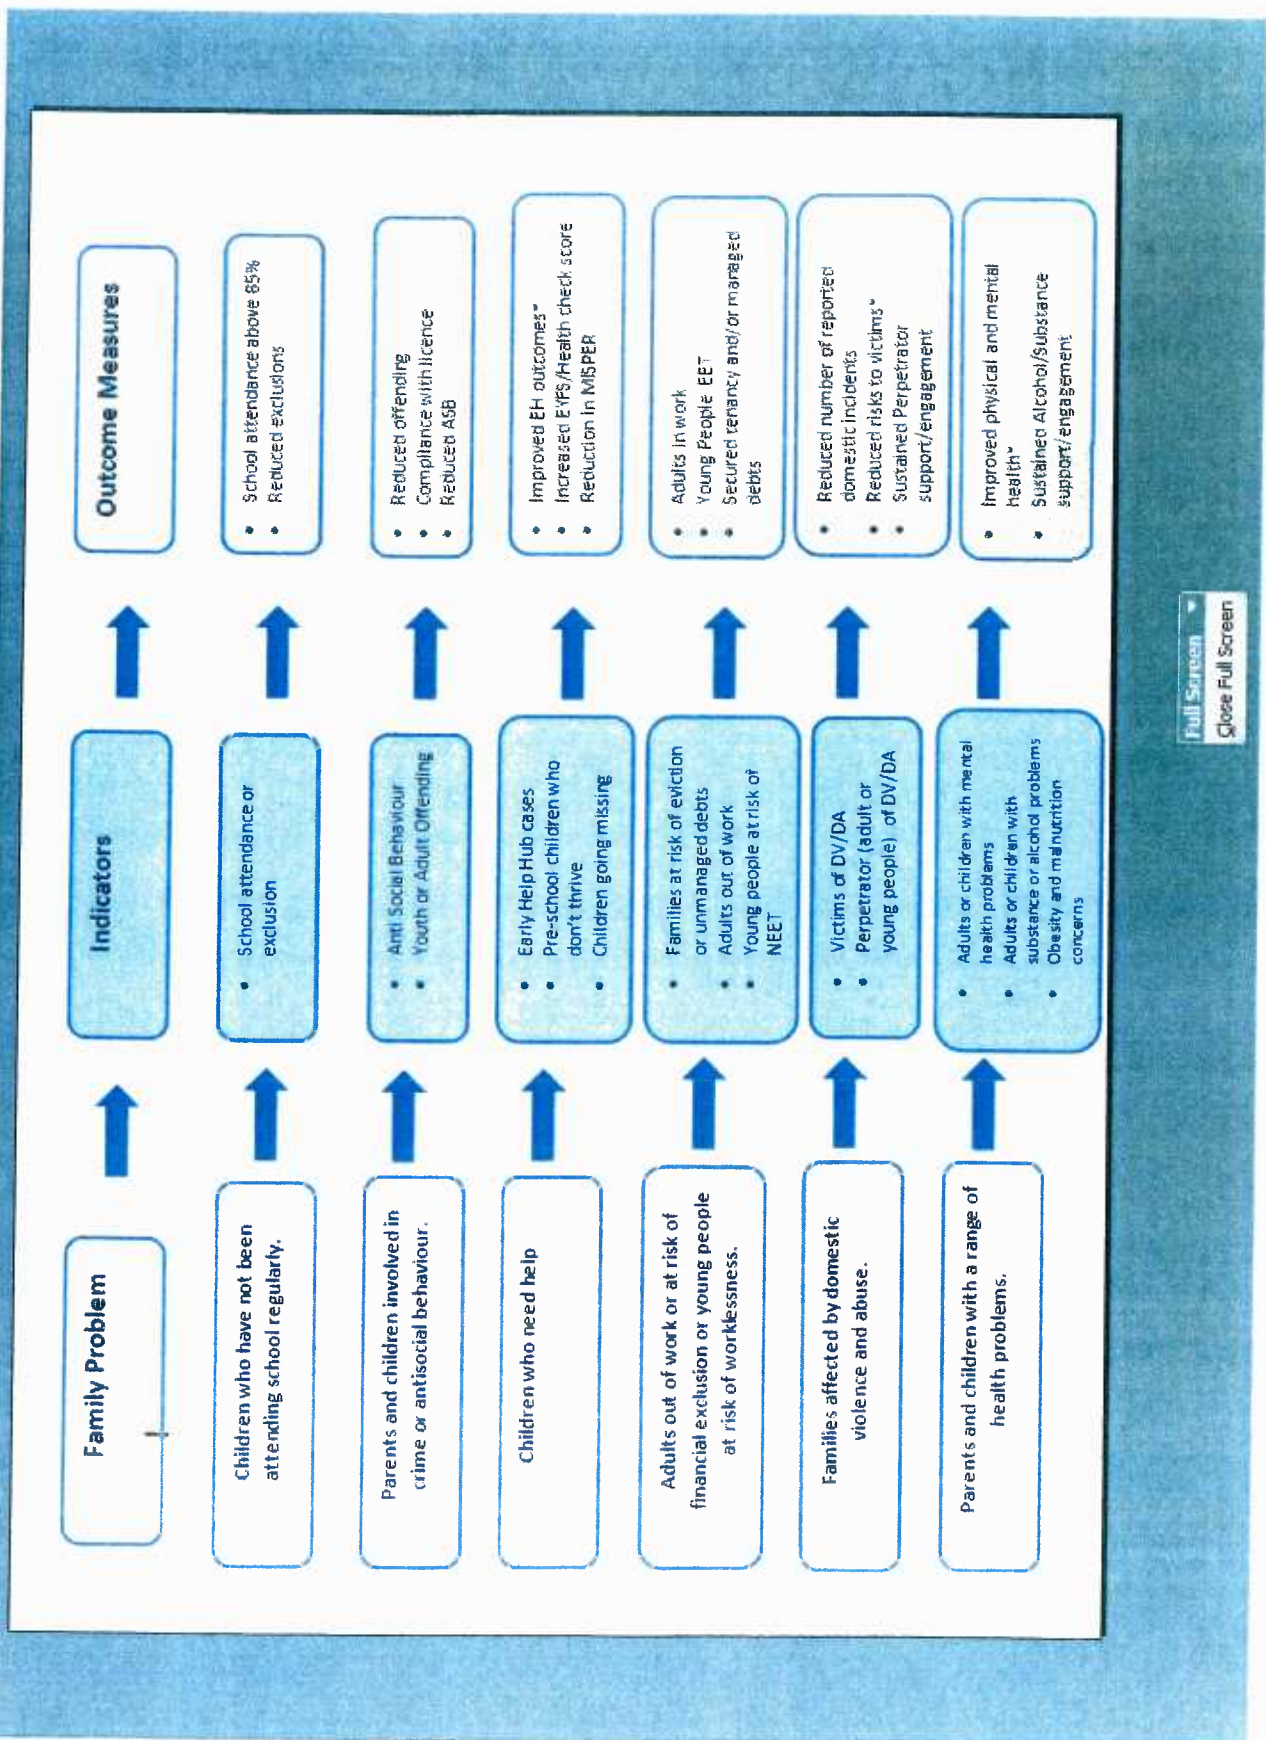 Family Problem
Indicators
Outcome Measures
Children who have not been
attending school regularly.
• School attendance or
exclusion
• School attendance above 85%
• Reduced exclusions
Parents and children involved in
crime or antisocial behaviour.
• Anti Social Behaviour
• Youth or Adult Offending
• Reduced offending
• Compliance with licence
• Reduced ASB
Children who need help
• Early Help Hub cases
• Pre-school children who
don't thrive
• Children going missing
• Improved EH outcomes*
• Increased EYFS/Health check score
• Reduction in MISPER
Adults out of work or at risk of
financial exclusion or young people
at risk of worklessness.
• Families at risk of eviction
or unmanaged debts
• Adults out of work
• Young people at risk of
NEET
• Adults in work
• Young People EET
• Secured tenancy and/or managed
debts
Families affected by domestic
violence and abuse.
• Victims of DV/DA
• Perpetrator (adult or
young people) of DV/DA
• Reduced number of reported
domestic incidents
• Reduced risks to victims*
• Sustained Perpetrator
support/engagement
Parents and children with a range of
health problems.
• Adults or children with mental
health problems
• Adults or children with
substance or alcohol problems
• Obesity and malnutrition
concerns
• Improved physical and mental
health*
• Sustained Alcohol/Substance
support/engagement
Full Screen
Close Full Screen